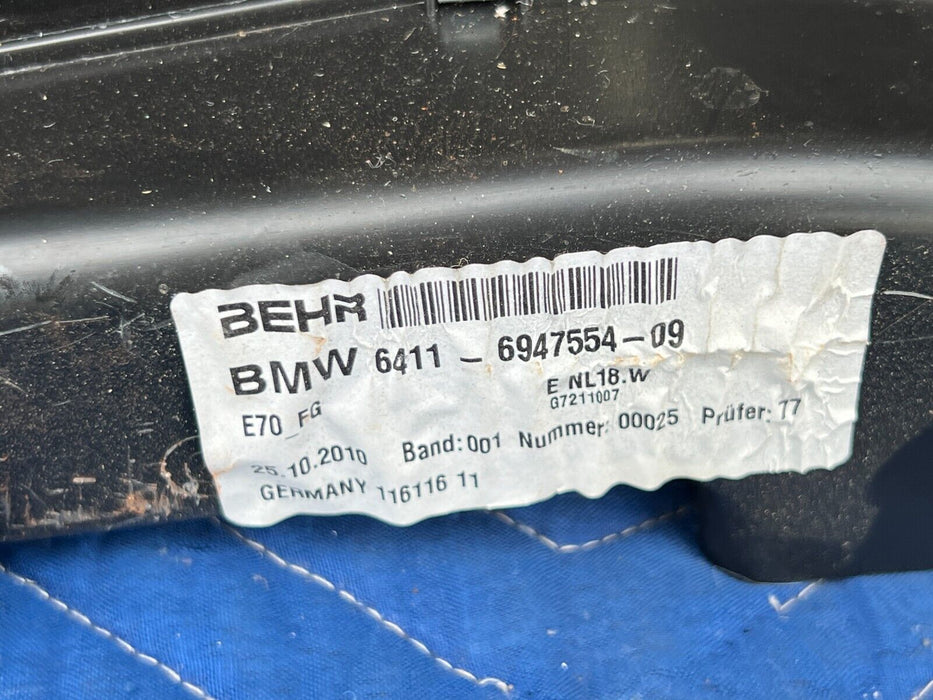 BEHR
BMW 6411 - 6947554-09
E70_FG
E NL18.W
G7211007
25.10.2010 Band: 001 Nummer: 00025 Prüfer: 77
GERMANY 116116 11